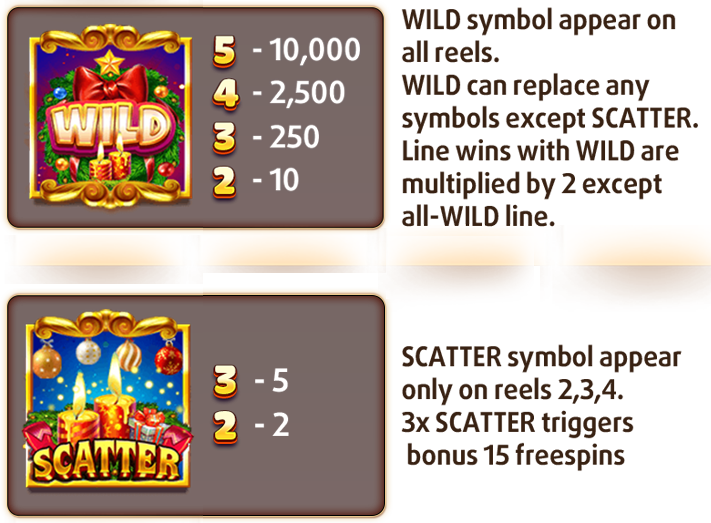 WILD
5 - 10,000
4 - 2,500
3 - 250
2 - 10
WILD symbol appear on
all reels.
WILD can replace any
symbols except SCATTER.
Line wins with WILD are
multiplied by 2 except
all-WILD line.
SCATTER
3 - 5
2 - 2
SCATTER symbol appear
only on reels 2,3,4.
3x SCATTER triggers
bonus 15 freespins